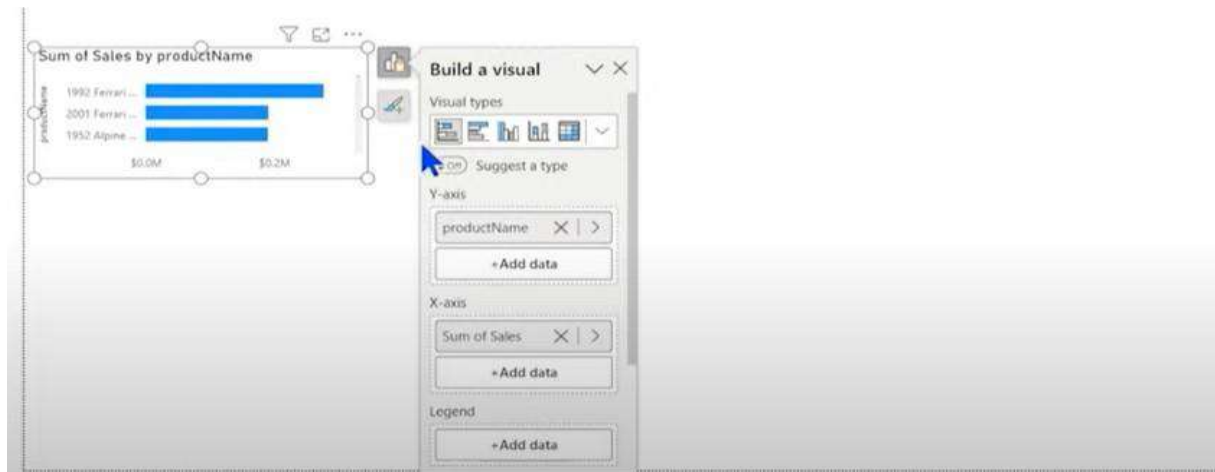 Sum of Sales by productName
productName
1992 Ferrari ...
2001 Ferrari ...
1952 Alpine ...
$0.0M
$0.2M
Build a visual
Visual types
Off
Suggest a type
Y-axis
productName
+Add data
X-axis
Sum of Sales
+Add data
Legend
+Add data